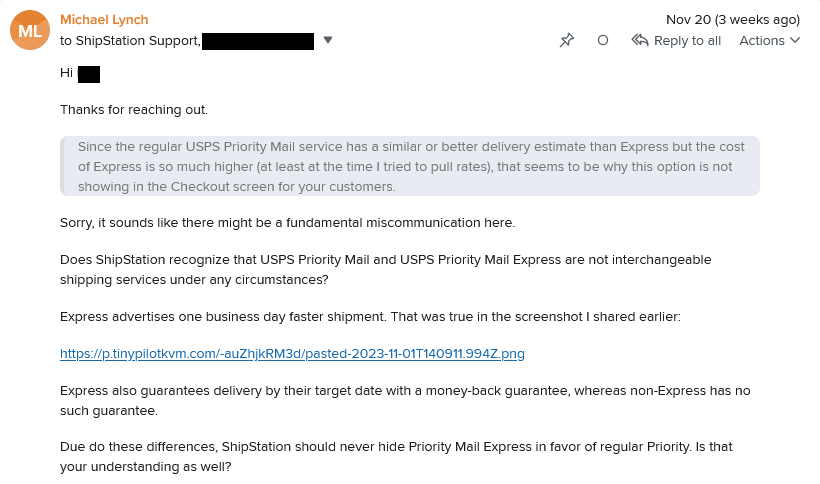 ML
Michael Lynch
Nov 20 (3 weeks ago)
to ShipStation Support,
Reply to all
Actions
Hi
Thanks for reaching out.
Since the regular USPS Priority Mail service has a similar or better delivery estimate than Express but the cost
of Express is so much higher (at least at the time I tried to pull rates), that seems to be why this option is not
showing in the Checkout screen for your customers.
Sorry, it sounds like there might be a fundamental miscommunication here.
Does ShipStation recognize that USPS Priority Mail and USPS Priority Mail Express are not interchangeable
shipping services under any circumstances?
Express advertises one business day faster shipment. That was true in the screenshot I shared earlier:
https://p.tinypilotkvm.com/-auZhjkRM3d/pasted-2023-11-01T140911.994Z.png
Express also guarantees delivery by their target date with a money-back guarantee, whereas non-Express has no
such guarantee.
Due do these differences, ShipStation should never hide Priority Mail Express in favor of regular Priority. Is that
your understanding as well?